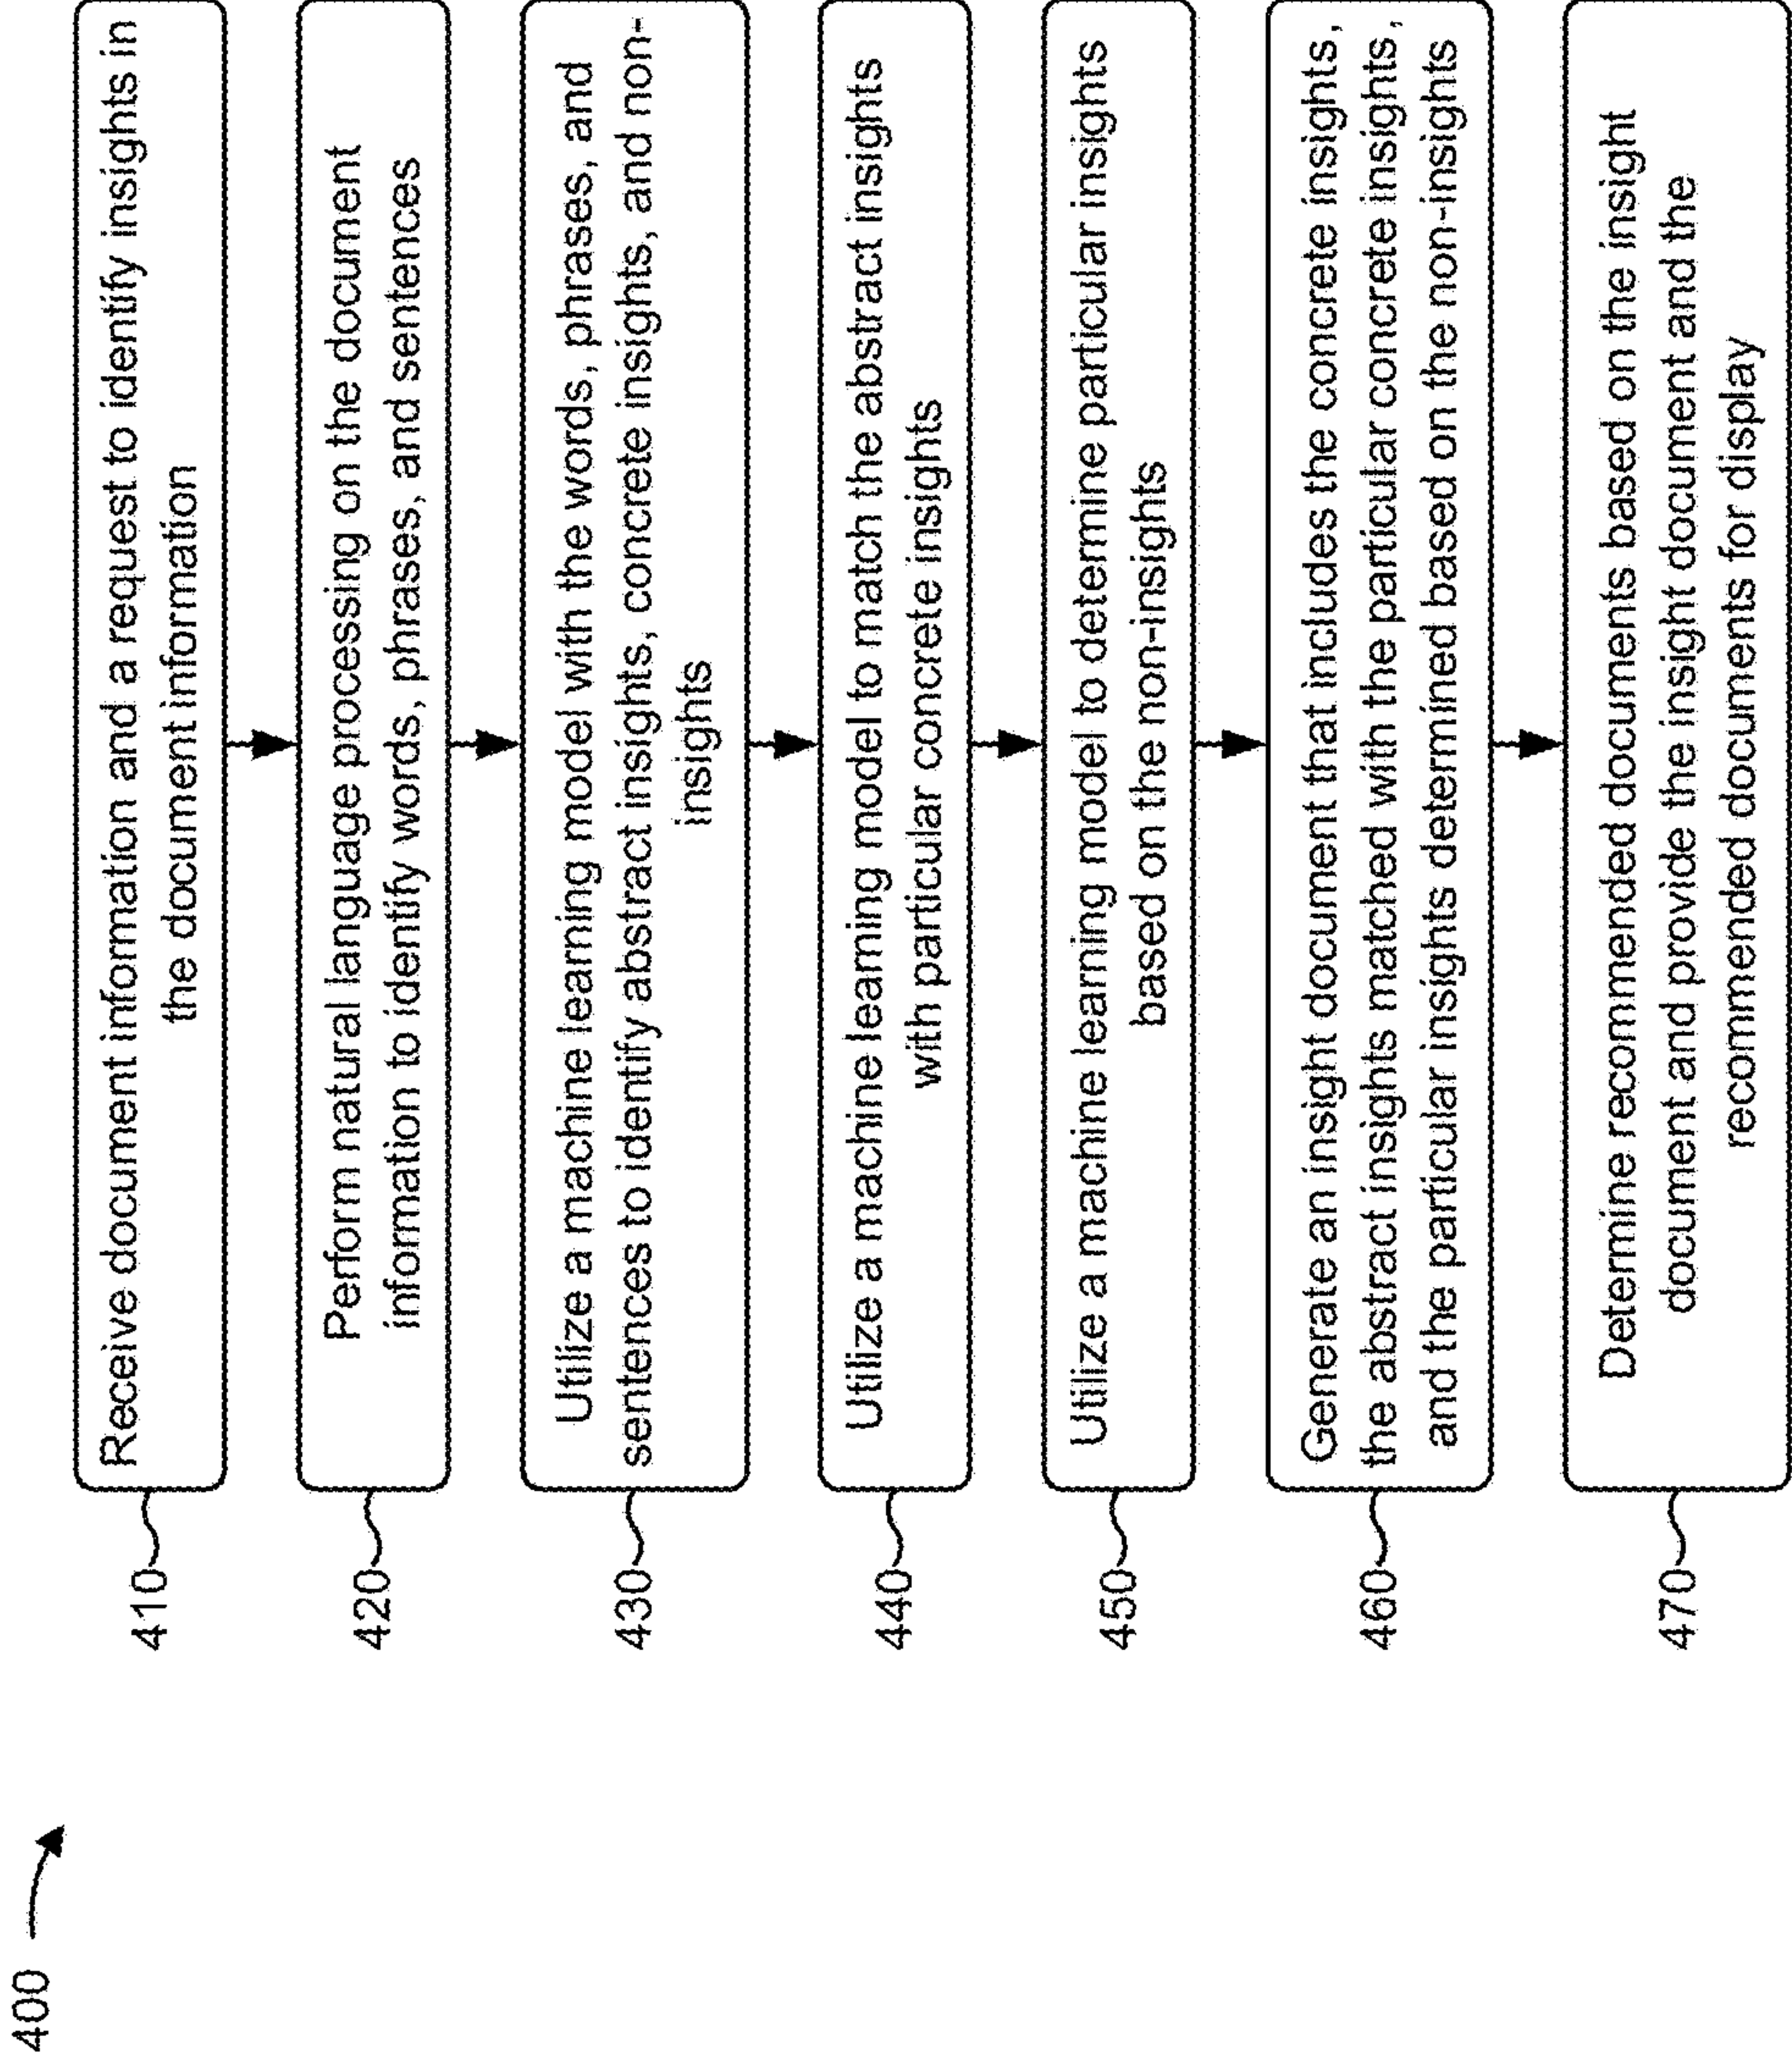 400
410
Receive document information and a request to identify insights in
the document information
420
Perform natural language processing on the document
information to identify words, phrases, and sentences
430
Utilize a machine learning model with the words, phrases, and
sentences to identify abstract insights, concrete insights, and non-
insights
440
Utilize a machine learning model to match the abstract insights
with particular concrete insights
450
Utilize a machine learning model to determine particular insights
based on the non-insights
460
Generate an insight document that includes the concrete insights,
the abstract insights matched with the particular concrete insights,
and the particular insights determined based on the non-insights
470
Determine recommended documents based on the insight
document and provide the insight document and the
recommended documents for display